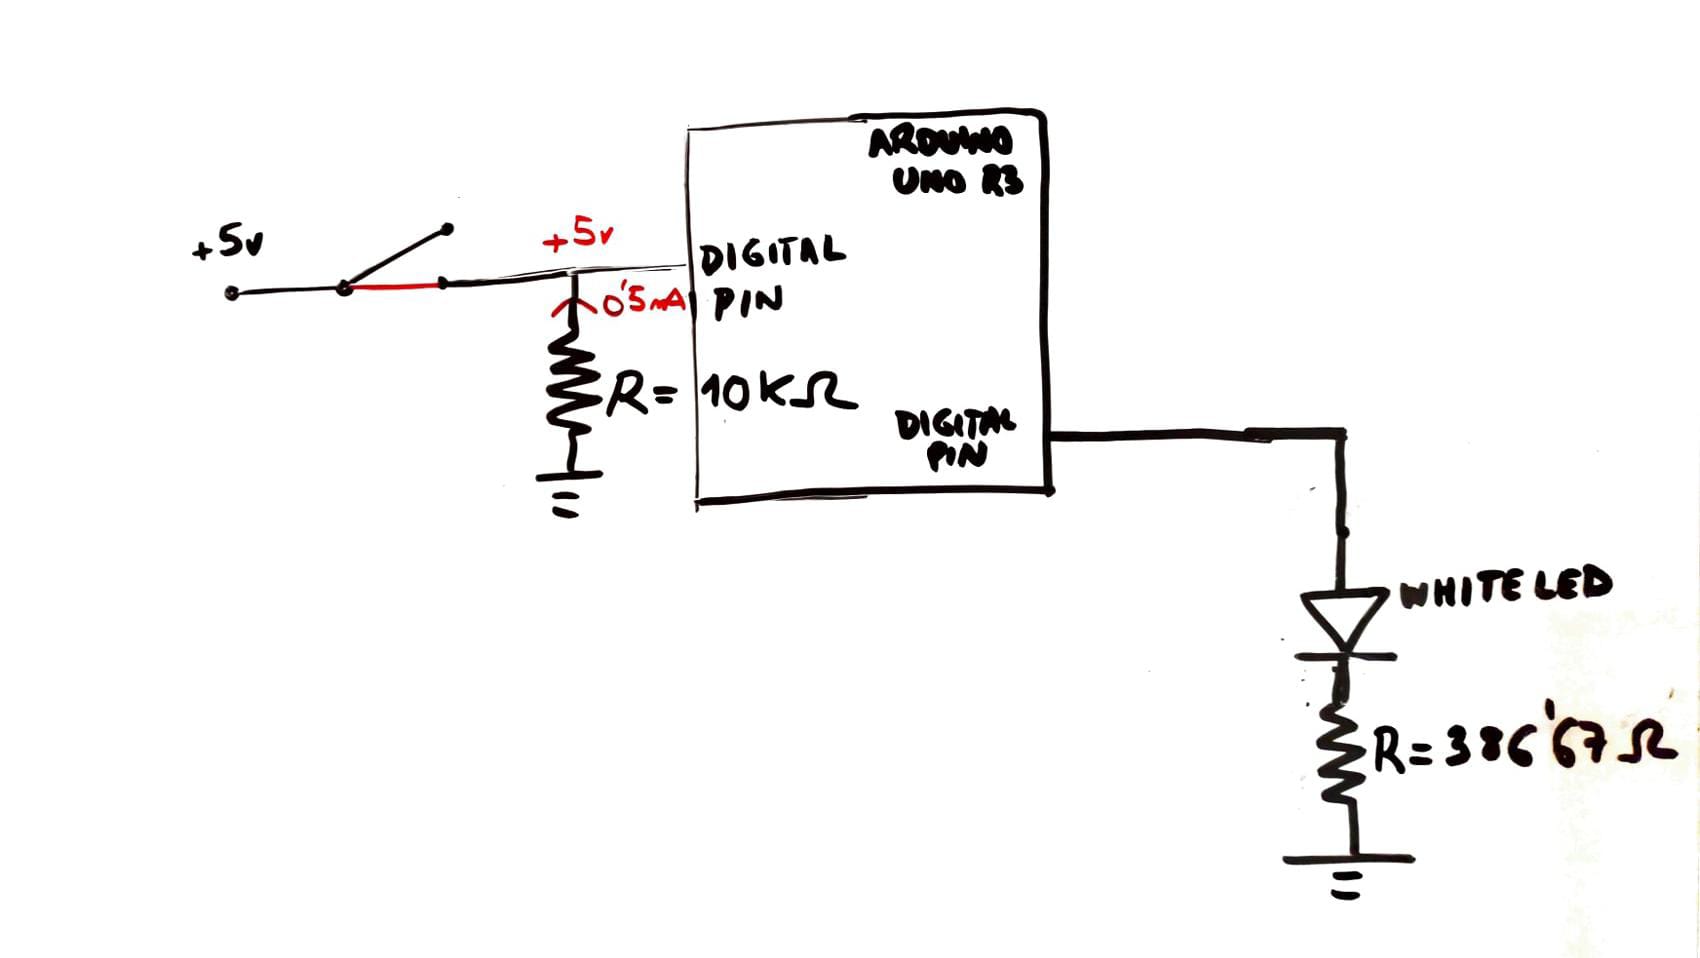 ARDUINO
UNO R3
+5v
+5v
DIGITAL
PIN
0'5mA
R= 10KΩ
DIGITAL
PIN
WHITE LED
R=386'67Ω